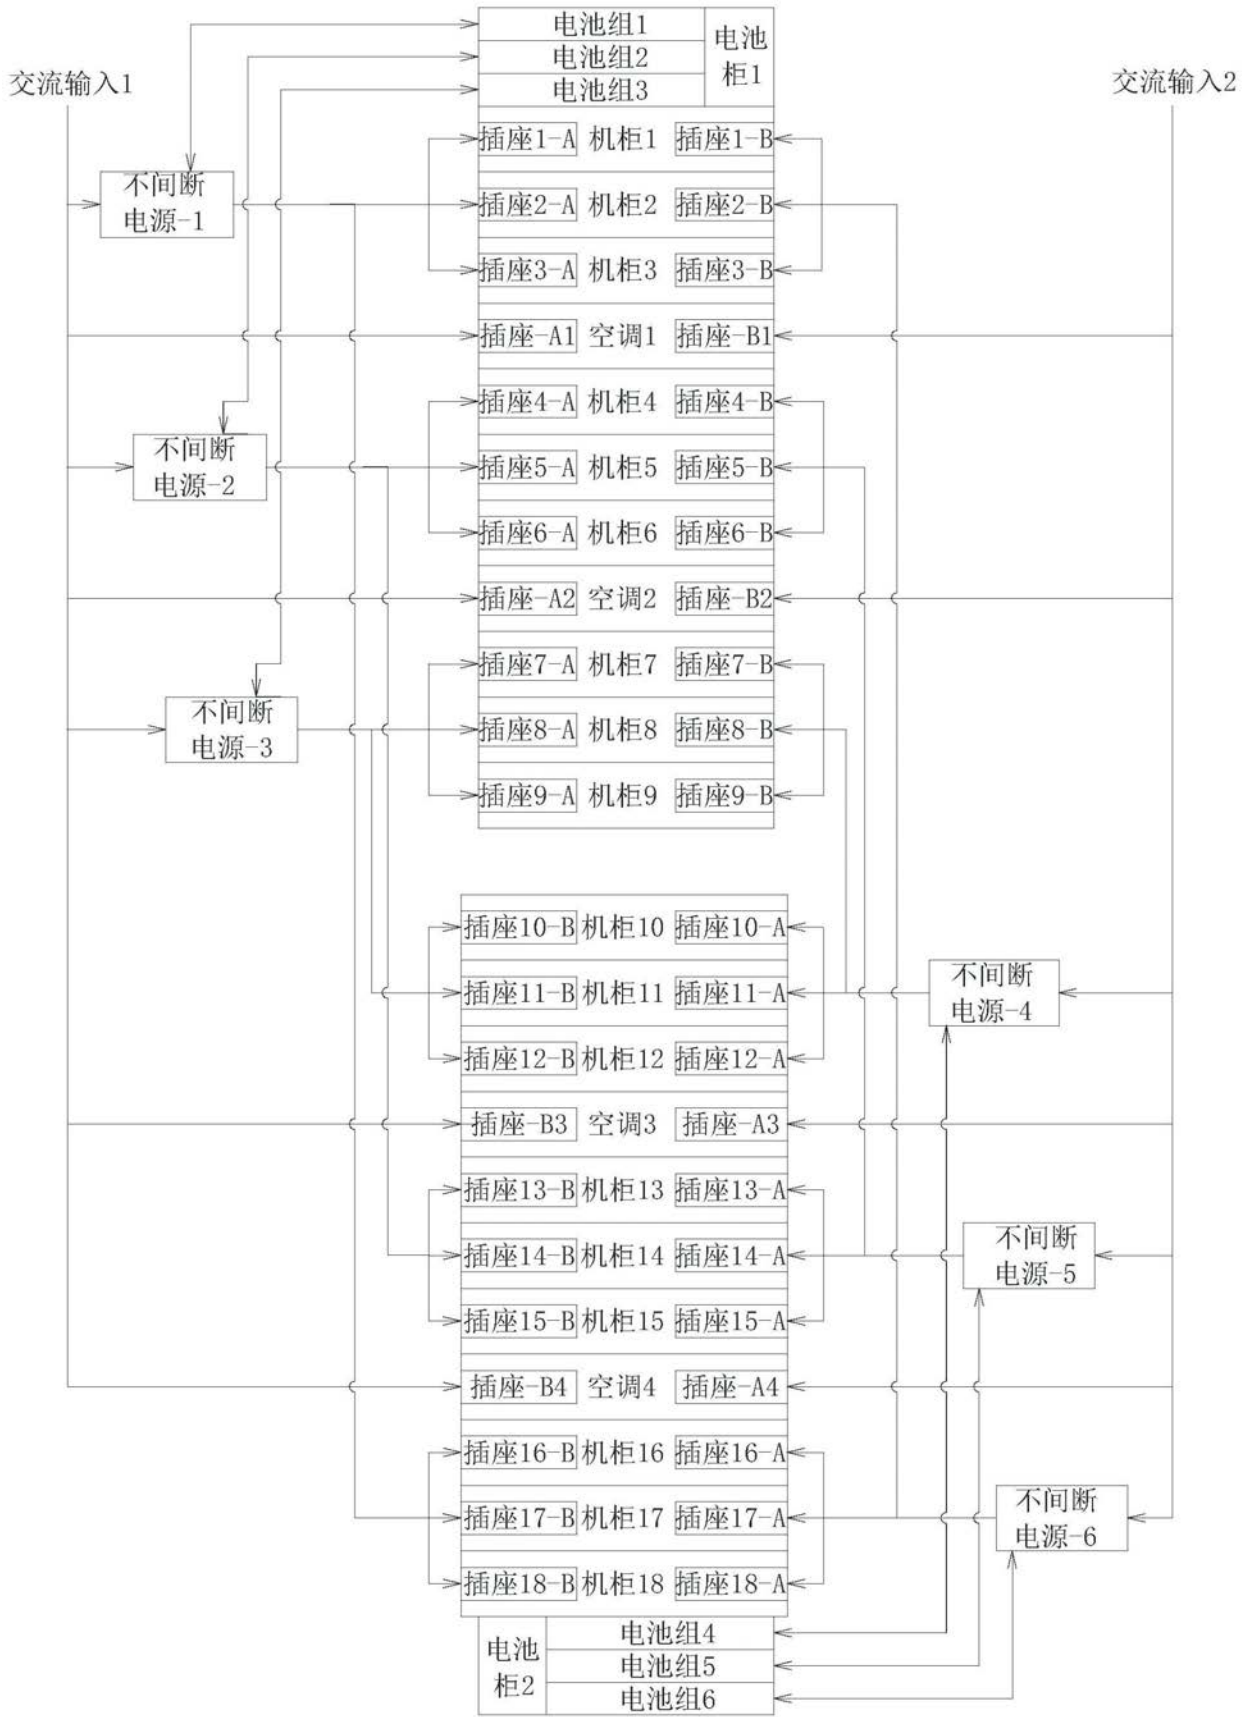 电池组1
电池组2
电池组3
电池
柜1
交流输入1
交流输入2
插座1-A 机柜1 插座1-B
不间断
电源-1
插座2-A 机柜2 插座2-B
插座3-A 机柜3 插座3-B
插座-A1 空调1 插座-B1
插座4-A 机柜4 插座4-B
不间断
电源-2
插座5-A 机柜5 插座5-B
插座6-A 机柜6 插座6-B
插座-A2 空调2 插座-B2
插座7-A 机柜7 插座7-B
不间断
电源-3
插座8-A 机柜8 插座8-B
插座9-A 机柜9 插座9-B
插座10-B 机柜10 插座10-A
插座11-B 机柜11 插座11-A
不间断
电源-4
插座12-B 机柜12 插座12-A
插座-B3 空调3 插座-A3
插座13-B 机柜13 插座13-A
插座14-B 机柜14 插座14-A
不间断
电源-5
插座15-B 机柜15 插座15-A
插座-B4 空调4 插座-A4
插座16-B 机柜16 插座16-A
插座17-B 机柜17 插座17-A
不间断
电源-6
插座18-B 机柜18 插座18-A
电池
柜2
电池组4
电池组5
电池组6